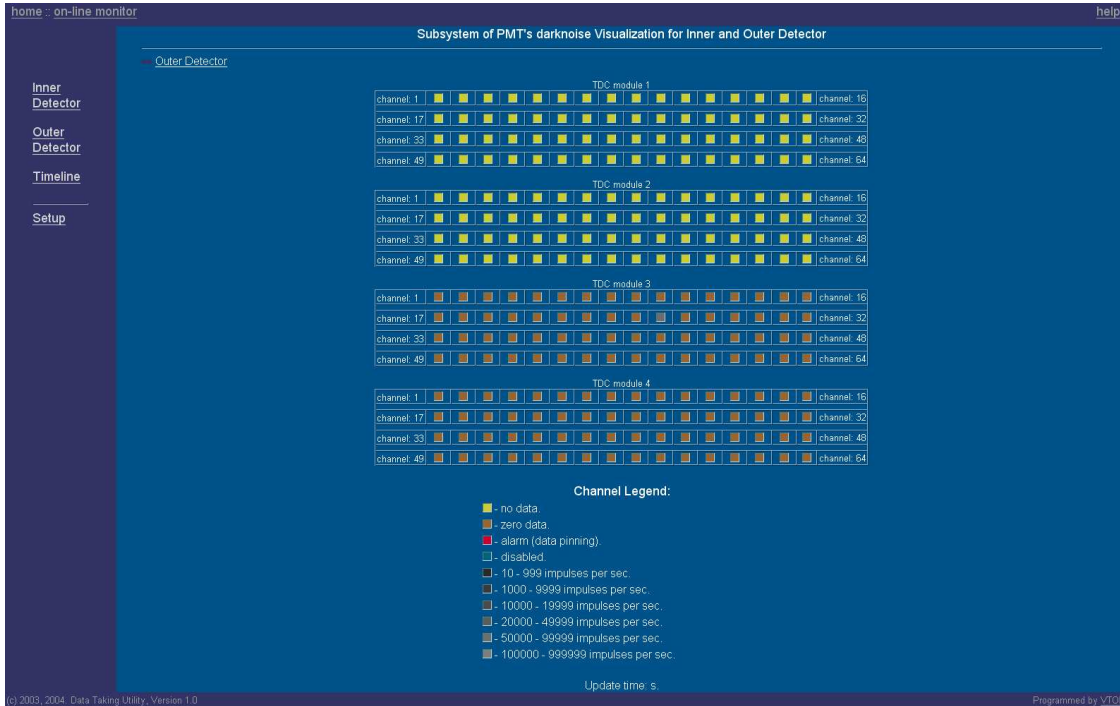 home :: on-line monitor
help
Subsystem of PMT's darknoise Visualization for Inner and Outer Detector
Outer Detector
Inner
Detector
Outer
Detector
Timeline
Setup
TDC module 1
channel: 1 channel: 16
channel: 17 channel: 32
channel: 33 channel: 48
channel: 49 channel: 64
TDC module 2
channel: 1 channel: 16
channel: 17 channel: 32
channel: 33 channel: 48
channel: 49 channel: 64
TDC module 3
channel: 1 channel: 16
channel: 17 channel: 32
channel: 33 channel: 48
channel: 49 channel: 64
TDC module 4
channel: 1 channel: 16
channel: 17 channel: 32
channel: 33 channel: 48
channel: 49 channel: 64
Channel Legend:
- no data.
- zero data.
- alarm (data pinning).
- disabled.
- 10 - 999 impulses per sec.
- 1000 - 9999 impulses per sec.
- 10000 - 19999 impulses per sec.
- 20000 - 49999 impulses per sec.
- 50000 - 99999 impulses per sec.
- 100000 - 999999 impulses per sec.
Update time: s.
(c) 2003, 2004. Data Taking Utility, Version 1.0
Programmed by